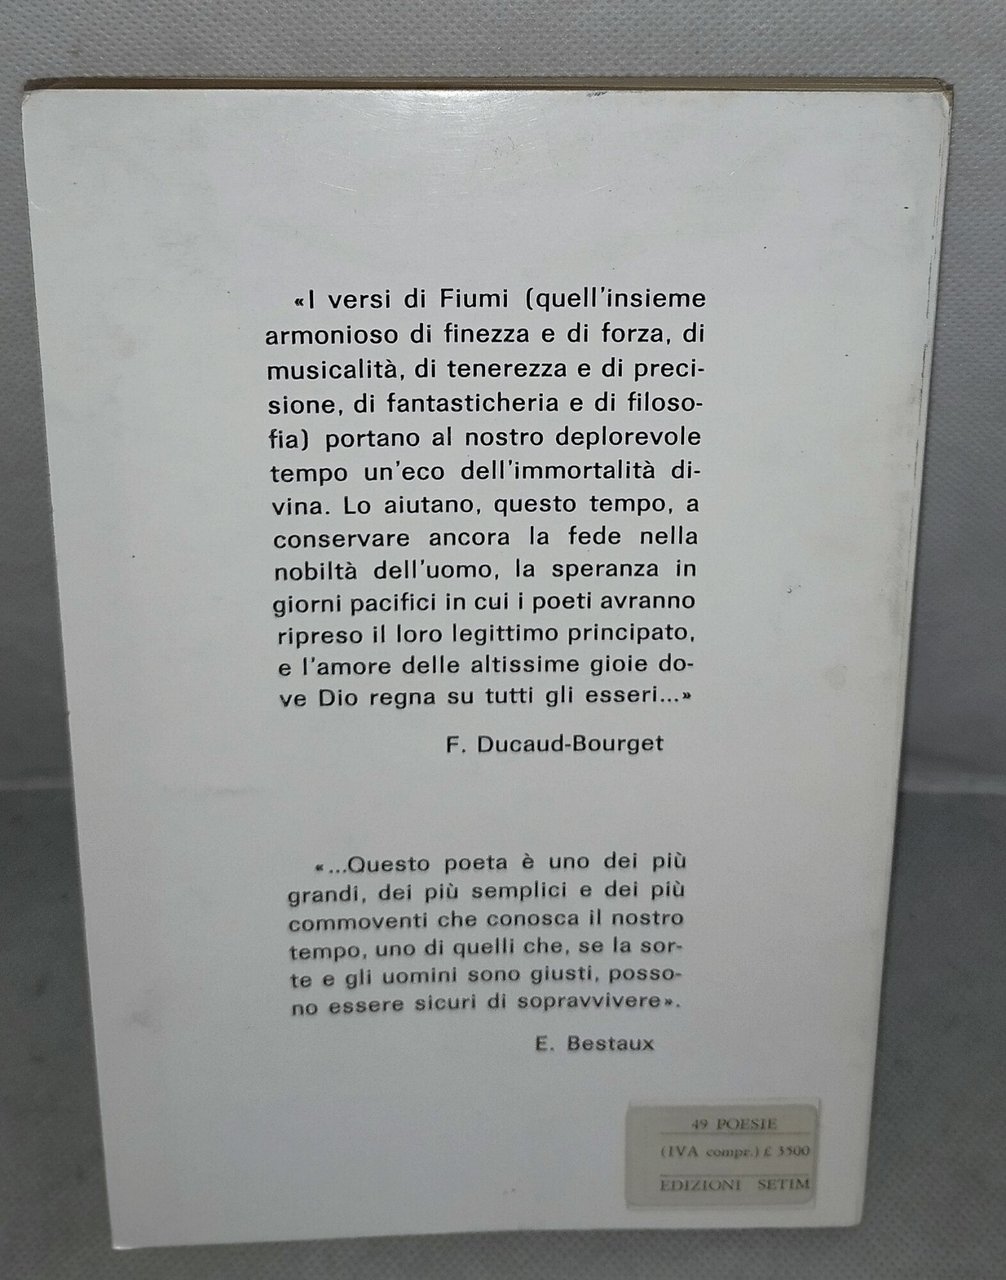 «I versi di Fiumi (quell'insieme
armonioso di finezza e di forza, di
musicalità, di tenerezza e di preci-
sione, di fantasticheria e di filoso-
fia) portano al nostro deplorevole
tempo un'eco dell'immortalità di-
vina. Lo aiutano, questo tempo, a
conservare ancora la fede nella
nobiltà dell'uomo, la speranza in
giorni pacifici in cui i poeti avranno
ripreso il loro legittimo principato,
e l'amore delle altissime gioie do-
ve Dio regna su tutti gli esseri...»
F. Ducaud-Bourget
«...Questo poeta è uno dei più
grandi, dei più semplici e dei più
commoventi che conosca il nostro
tempo, uno di quelli che, se la sor-
te e gli uomini sono giusti, posso-
no essere sicuri di sopravvivere».
E. Bestaux
49 POESIE
(IVA compr.) £ 3500
EDIZIONI SETIM